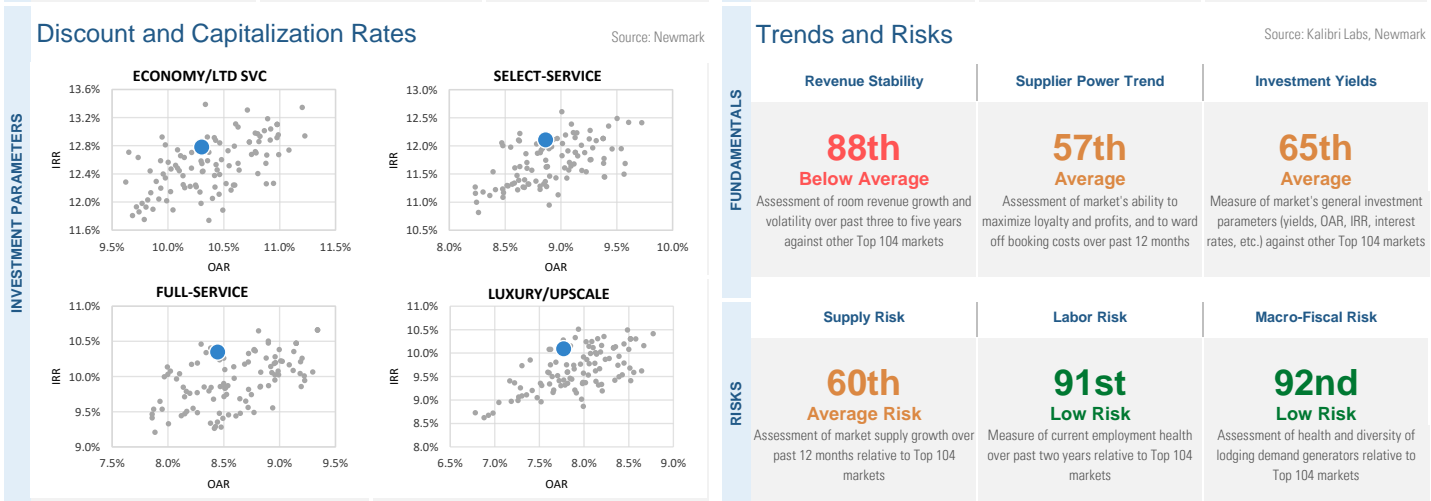 INVESTMENT PARAMETERS
Discount and Capitalization Rates
Source: Newmark
ECONOMY/LTD SVC
13.6%
13.2%
12.8%
12.4%
12.0%
11.6%
IRR
9.5%
10.0%
10.5%
11.0%
11.5%
OAR
SELECT-SERVICE
13.0%
12.5%
12.0%
11.5%
11.0%
10.5%
IRR
8.0%
8.5%
9.0%
9.5%
10.0%
OAR
FULL-SERVICE
11.0%
10.5%
10.0%
9.5%
9.0%
IRR
7.5%
8.0%
8.5%
9.0%
9.5%
OAR
LUXURY/UPSCALE
11.0%
10.5%
10.0%
9.5%
9.0%
8.5%
8.0%
IRR
6.5%
7.0%
7.5%
8.0%
8.5%
9.0%
OAR
Trends and Risks
Source: Kalibri Labs, Newmark
FUNDAMENTALS
Revenue Stability
88th
Below Average
Assessment of room revenue growth and
volatility over past three to five years
against other Top 104 markets
Supplier Power Trend
57th
Average
Assessment of market's ability to
maximize loyalty and profits, and to ward
off booking costs over past 12 months
Investment Yields
65th
Average
Measure of market's general investment
parameters (yields, OAR, IRR, interest
rates, etc.) against other Top 104 markets
RISKS
Supply Risk
60th
Average Risk
Assessment of market supply growth over
past 12 months relative to Top 104
markets
Labor Risk
91st
Low Risk
Measure of current employment health
over past two years relative to Top 104
markets
Macro-Fiscal Risk
92nd
Low Risk
Assessment of health and diversity of
lodging demand generators relative to
Top 104 markets